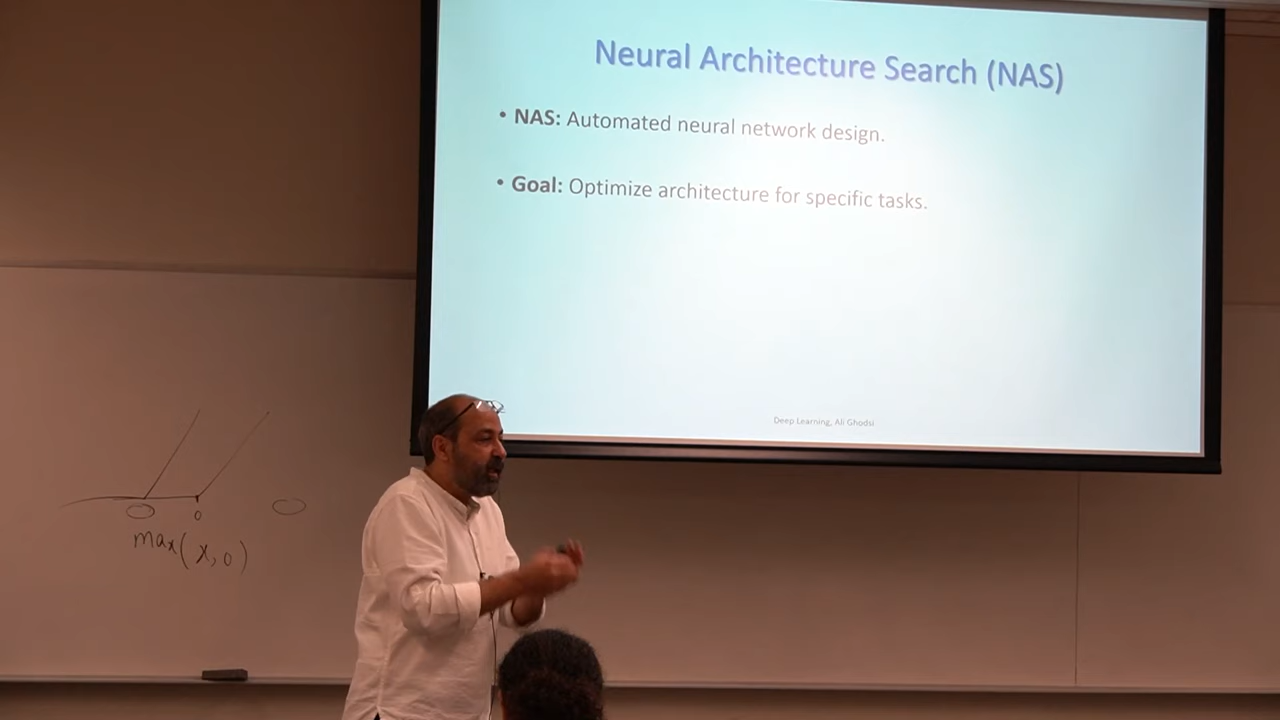 Neural Architecture Search (NAS)
• NAS: Automated neural network design.
• Goal: Optimize architecture for specific tasks.
Deep Learning, Ali Ghodsi
0
max(x,0)